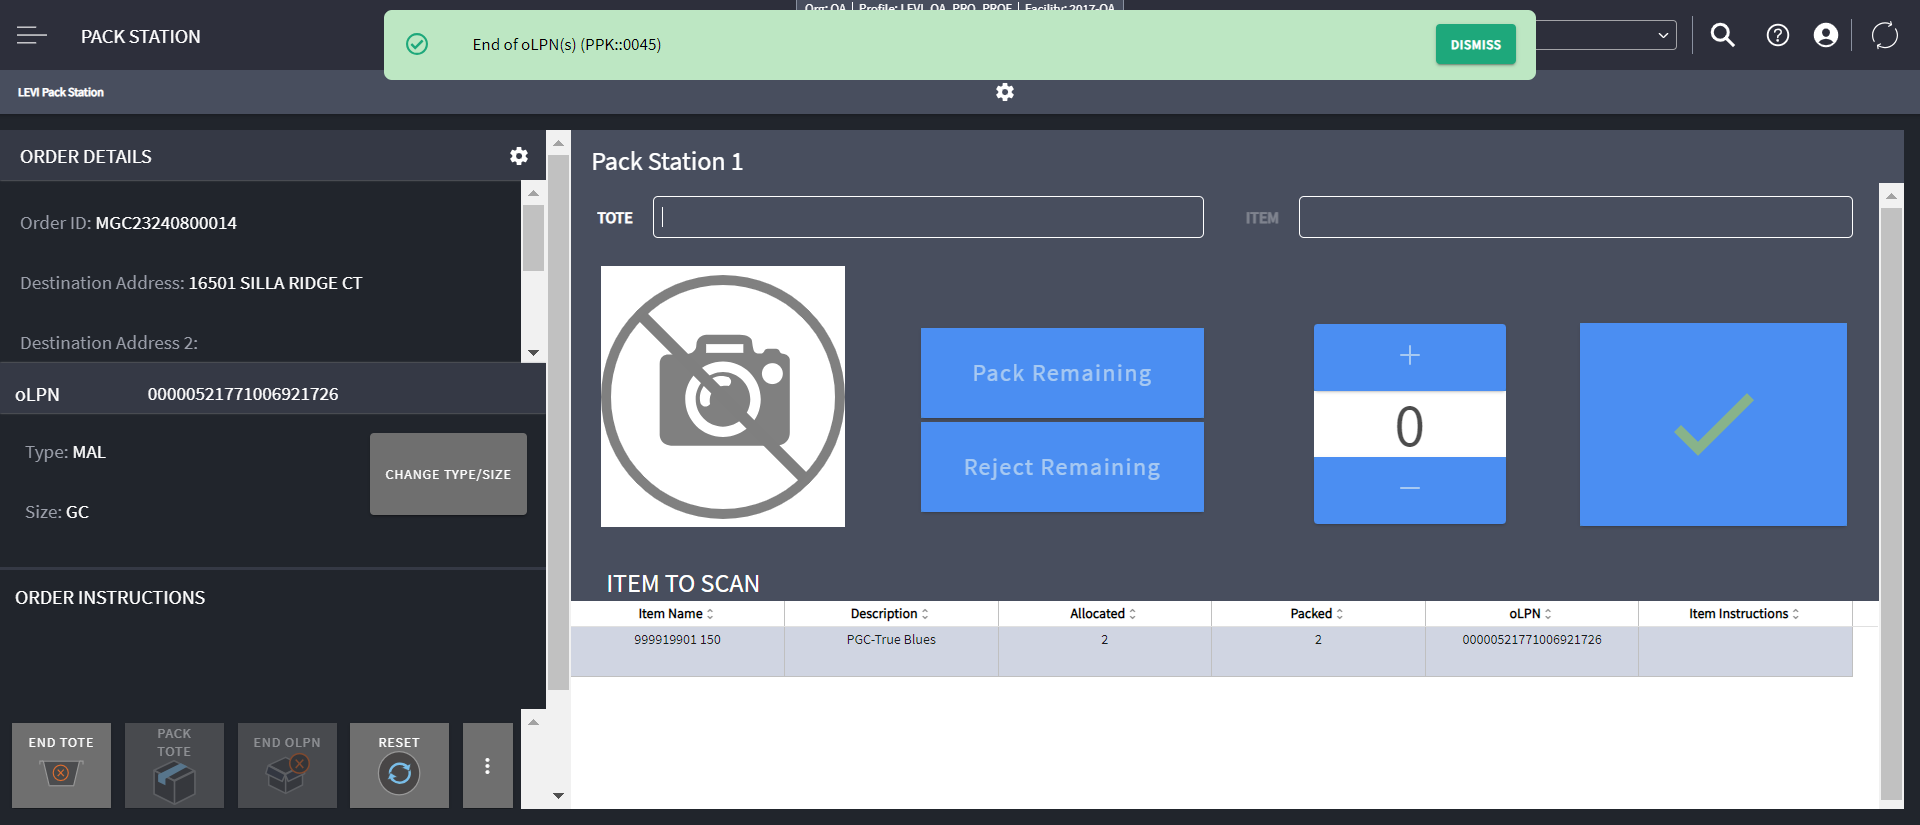 Org: QA | Profile: LEVI_QA_PRO_PROF | Facility: 2017-QA
PACK STATION
End of oLPN(s) (PPK::0045)
DISMISS
LEVI Pack Station
ORDER DETAILS
Order ID: MGC23240800014
Destination Address: 16501 SILLA RIDGE CT
Destination Address 2:
oLPN 00000521771006921726
Type: MAL
CHANGE TYPE/SIZE
Size: GC
ORDER INSTRUCTIONS
END TOTE
PACK TOTE
END OLPN
RESET
Pack Station 1
TOTE
ITEM
Pack Remaining
Reject Remaining
+
0
–
ITEM TO SCAN
Item Name Description Allocated Packed oLPN Item Instructions
999919901 150 PGC-True Blues 2 2 00000521771006921726